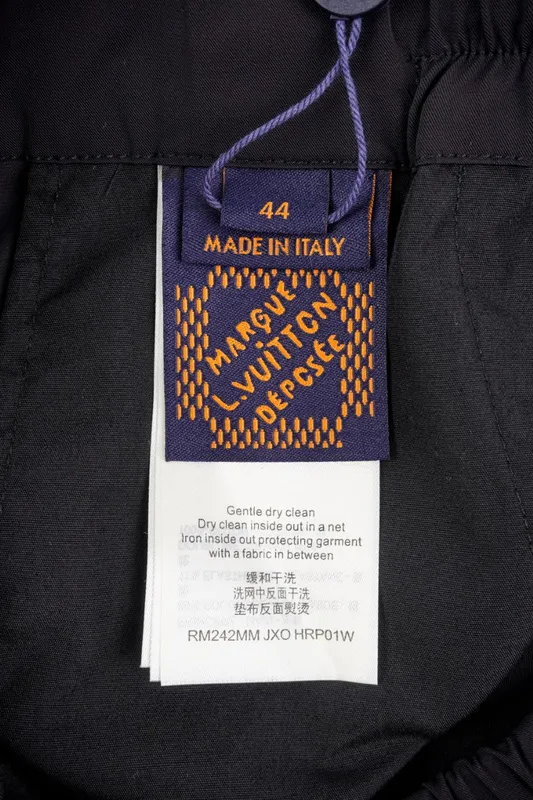 44
MADE IN ITALY
MARQUE
L.VUITTON
DÉPOSÉE
Gentle dry clean
Dry clean inside out in a net
Iron inside out protecting garment
with a fabric in between
缓和干洗
洗网中反面干洗
垫布反面熨烫
RM242MM JXO HRP01W